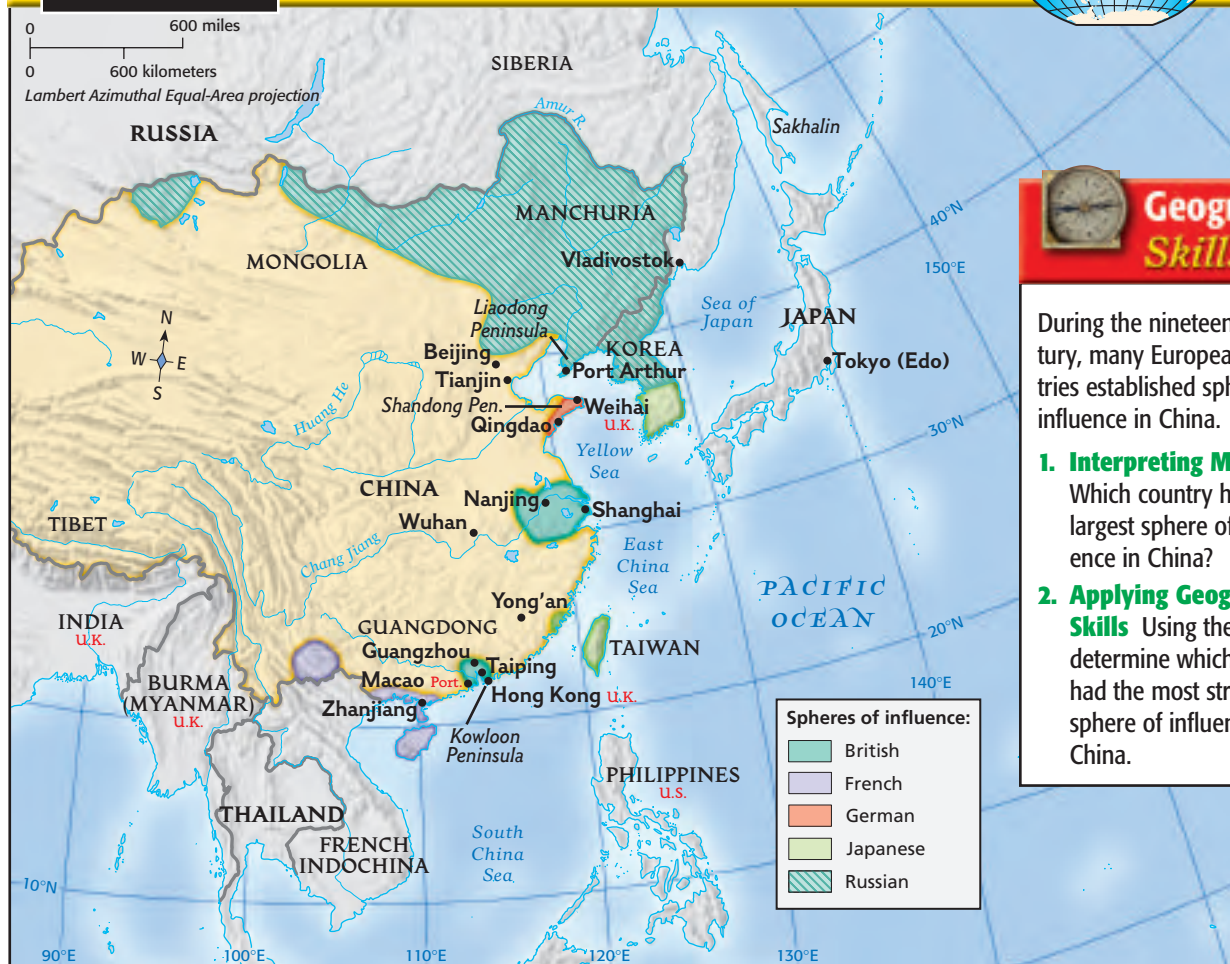 0 600 miles
0 600 kilometers
Lambert Azimuthal Equal-Area projection
RUSSIA
SIBERIA
Amur R.
Sakhalin
MANCHURIA
MONGOLIA
Vladivostok
40°N
150°E
Liaodong
Peninsula
Sea of
Japan
JAPAN
N
W E
S
Beijing
KOREA
Port Arthur
Tokyo (Edo)
Tianjin
Shandong Pen.
Weihai
U.K.
Qingdao
Huang He
Yellow
Sea
30°N
CHINA
Nanjing
Shanghai
Wuhan
TIBET
Chang Jiang
East
China
Sea
PACIFIC
OCEAN
Yong'an
INDIA
U.K.
GUANGDONG
Guangzhou
Taiping
TAIWAN
20°N
Macao Port.
Hong Kong U.K.
140°E
BURMA
(MYANMAR)
U.K.
Zhanjiang
Kowloon
Peninsula
PHILIPPINES
U.S.
THAILAND
FRENCH
INDOCHINA
South
China
Sea
10°N
90°E 100°E 110°E 120°E 130°E
Spheres of influence:
British
French
German
Japanese
Russian
Geog
Skills
During the nineteen
tury, many Europea
tries established sph
influence in China.
1. Interpreting M
Which country h
largest sphere of
ence in China?
2. Applying Geog
Skills Using the
determine which
had the most str
sphere of influen
China.